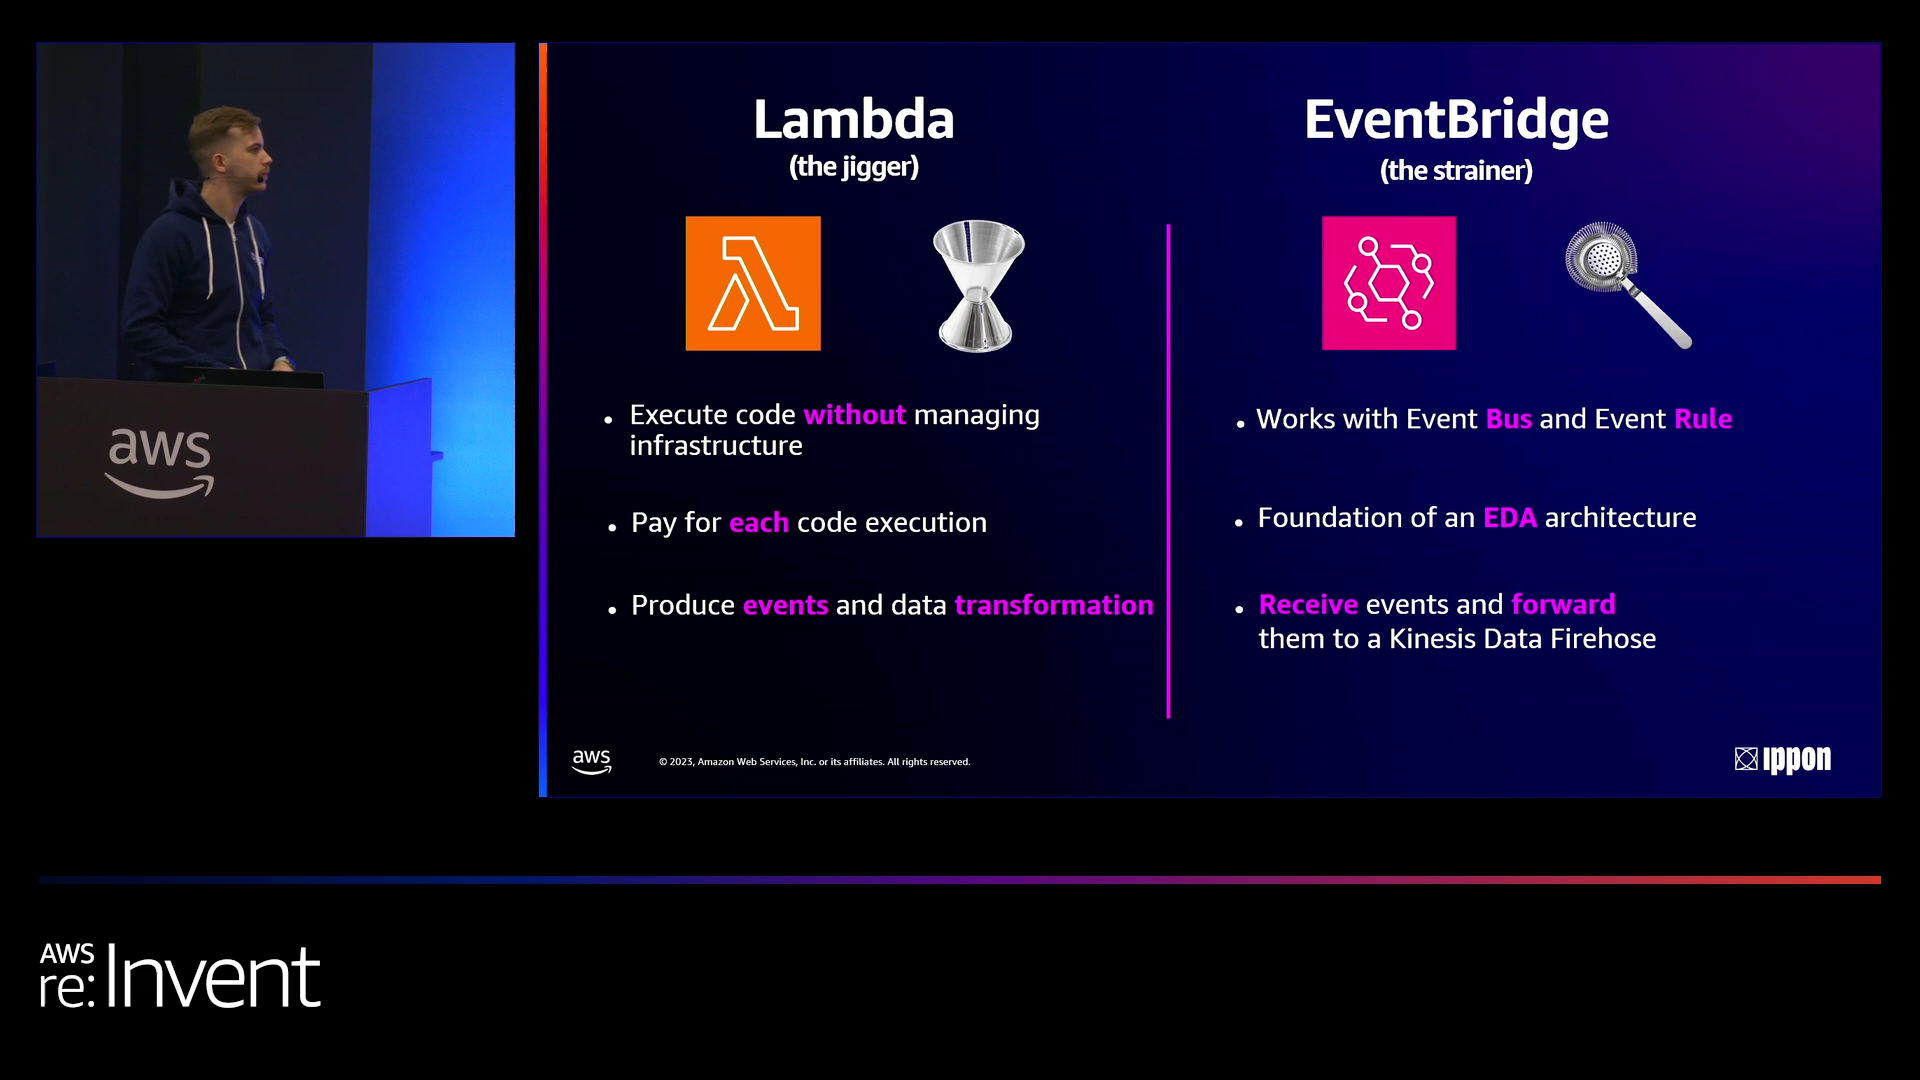 aws
Lambda
(the jigger)
• Execute code without managing
infrastructure
• Pay for each code execution
• Produce events and data transformation
EventBridge
(the strainer)
• Works with Event Bus and Event Rule
• Foundation of an EDA architecture
• Receive events and forward
them to a Kinesis Data Firehose
aws
© 2023, Amazon Web Services, Inc. or its affiliates. All rights reserved.
ippon
AWS
re:Invent